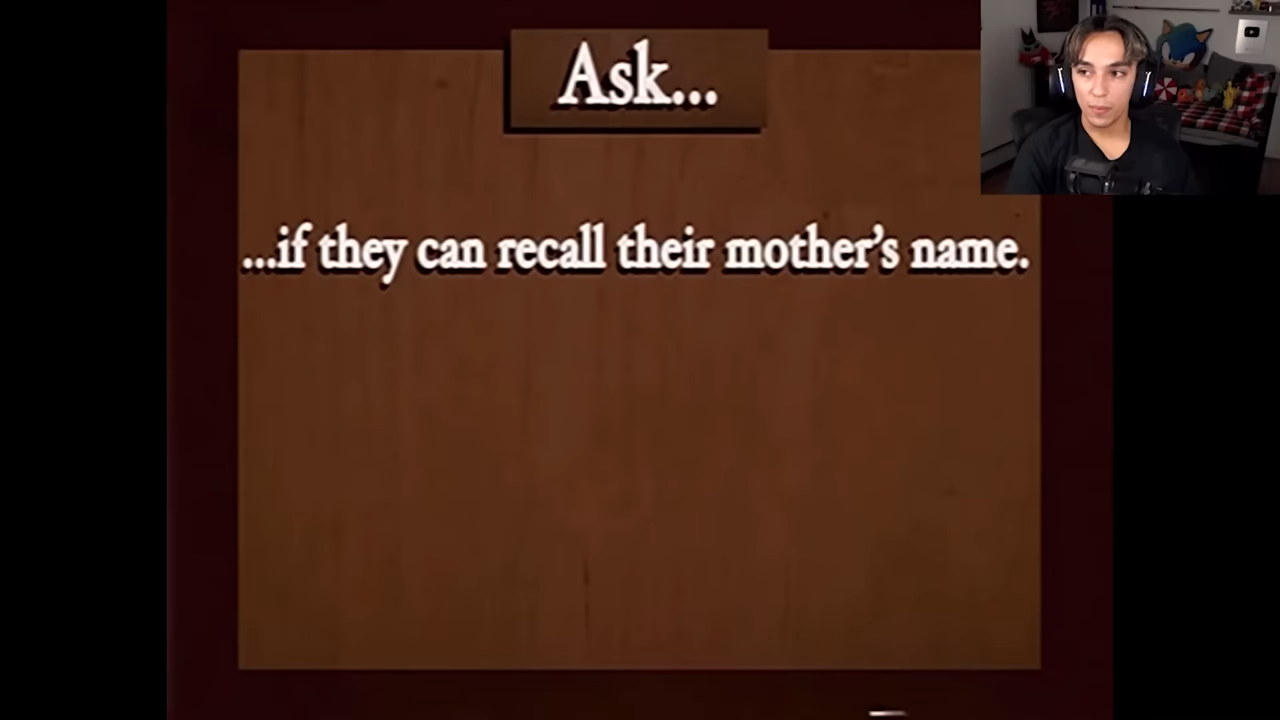 Ask...
...if they can recall their mother’s name.